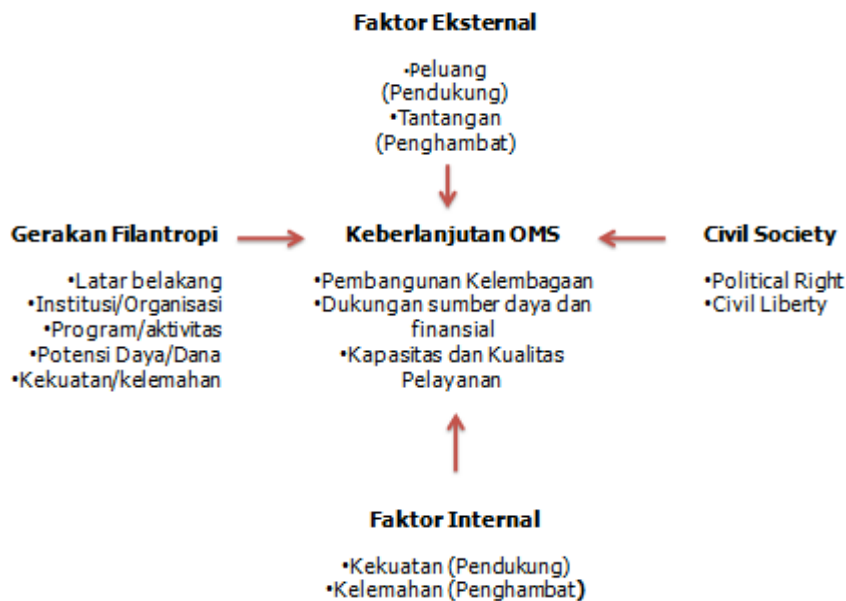 Faktor Eksternal
•Peluang
(Pendukung)
•Tantangan
(Penghambat)
Gerakan Filantropi
•Latar belakang
•Institusi/Organisasi
•Program/aktivitas
•Potensi Daya/Dana
•Kekuatan/kelemahan
Keberlanjutan OMS
•Pembangunan Kelembagaan
•Dukungan sumber daya dan
finansial
•Kapasitas dan Kualitas
Pelayanan
Civil Society
•Political Right
•Civil Liberty
Faktor Internal
•Kekuatan (Pendukung)
•Kelemahan (Penghambat)